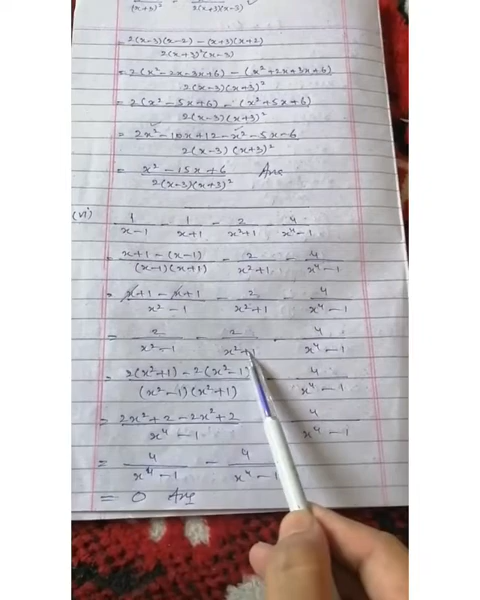 (x+3)² 2(x+3)(x-3)
= 2(x-3)(x-2) - (x+3)(x+2) / 2(x+3)²(x-3)
= 2(x²-2x-3x+6) - (x²+2x+3x+6) / 2(x-3)(x+3)²
= 2(x²-5x+6) - (x²+5x+6) / 2(x-3)(x+3)²
= 2x²-10x+12-x²-5x-6 / 2(x-3)(x+3)²
= x²-15x+6 / 2(x-3)(x+3)² Ans
(vi) 1/x-1 - 1/x+1 - 2/x²+1 - 4/x⁴-1
= x+1-(x-1) / (x-1)(x+1) - 2/x²+1 - 4/x⁴-1
= x+1-x+1 / x²-1 - 2/x²+1 - 4/x⁴-1
= 2/x²-1 - 2/x²+1 - 4/x⁴-1
= 2(x²+1)-2(x²-1) / (x²-1)(x²+1) 4/x⁴-1
= 2x²+2-2x²+2 / x⁴-1 4/x⁴-1
= 4/x⁴-1 - 4/x⁴-1
= 0 Ans